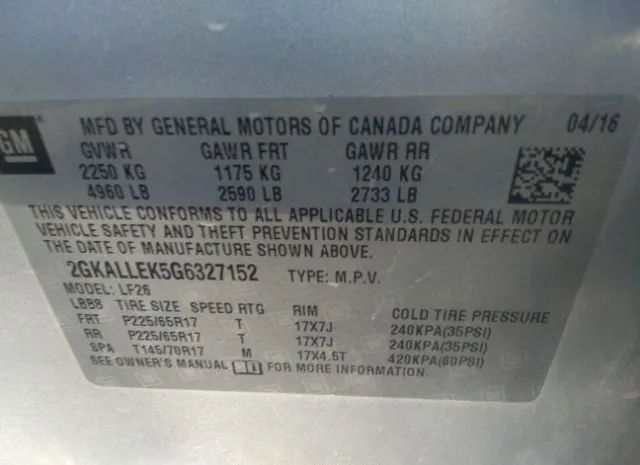 GM MFD BY GENERAL MOTORS OF CANADA COMPANY 04/16
GVWR GAWR FRT GAWR RR
2250 KG 1175 KG 1240 KG
4960 LB 2590 LB 2733 LB
THIS VEHICLE CONFORMS TO ALL APPLICABLE U.S. FEDERAL MOTOR
VEHICLE SAFETY AND THEFT PREVENTION STANDARDS IN EFFECT ON
THE DATE OF MANUFACTURE SHOWN ABOVE.
2GKALLEK5G6327152 TYPE: M.P.V.
MODEL: LF26
LBB8 TIRE SIZE SPEED RTG RIM COLD TIRE PRESSURE
FRT P225/65R17 T 17X7J 240KPA(35PSI)
RR P225/65R17 T 17X7J 240KPA(35PSI)
SPA T145/70R17 M 17X4.5T 420KPA(60PSI)
SEE OWNER'S MANUAL FOR MORE INFORMATION.